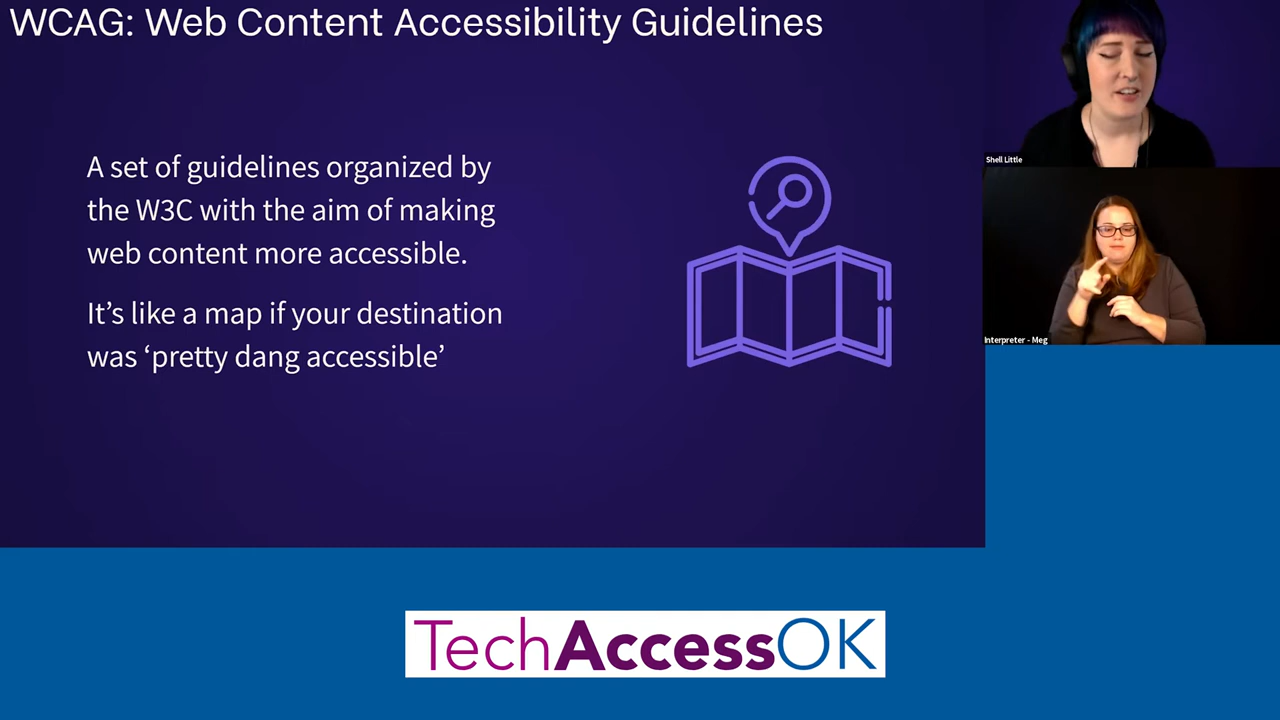 WCAG: Web Content Accessibility Guidelines
A set of guidelines organized by
the W3C with the aim of making
web content more accessible.
It’s like a map if your destination
was ‘pretty dang accessible’
Shell Little
Interpreter - Meg
TechAccessOK